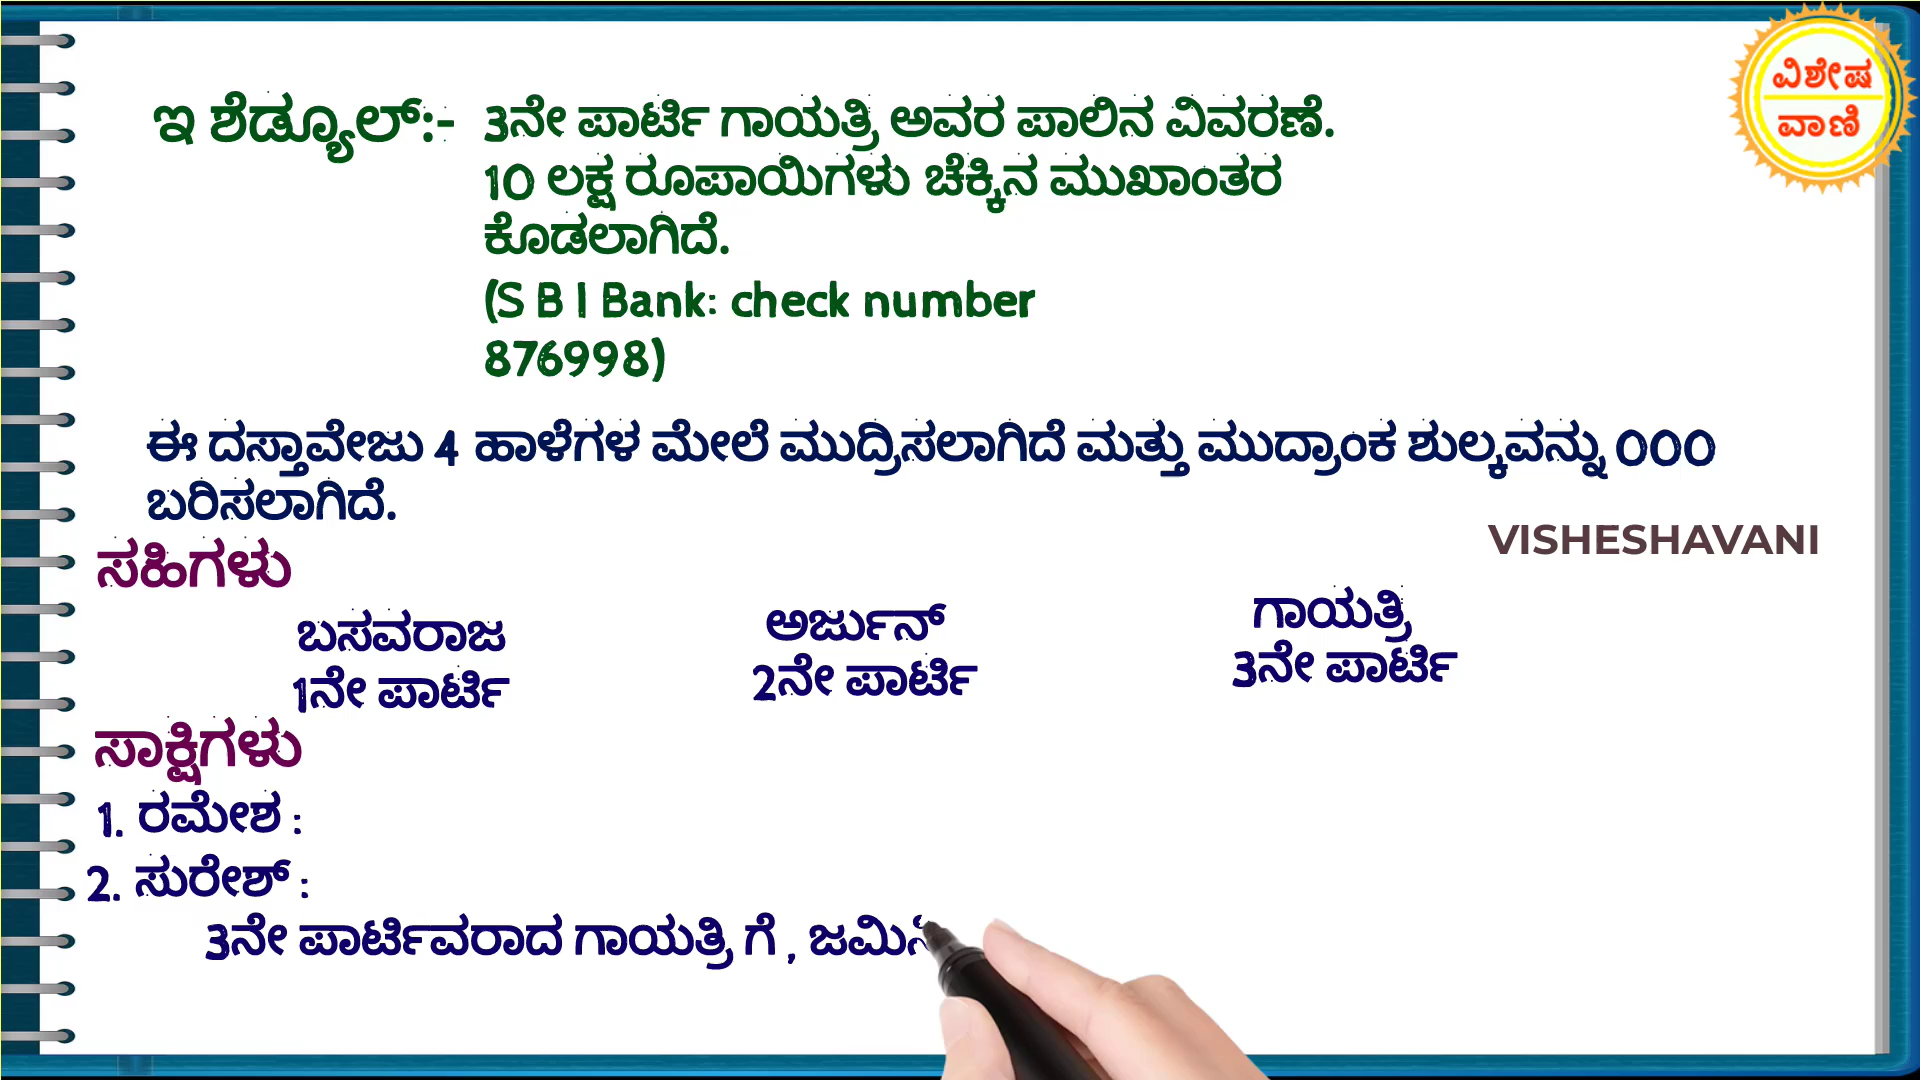 ವಿಶೇಷ
ವಾಣಿ
ಇ ಶೆಡ್ಯೂಲ್:- 3ನೇ ಪಾರ್ಟಿ ಗಾಯತ್ರಿ ಅವರ ಪಾಲಿನ ವಿವರಣೆ.
10 ಲಕ್ಷ ರೂಪಾಯಿಗಳು ಚೆಕ್ಕಿನ ಮುಖಾಂತರ
ಕೊಡಲಾಗಿದೆ.
(S B I Bank: check number
876998)
ಈ ದಸ್ತಾವೇಜು 4 ಹಾಳೆಗಳ ಮೇಲೆ ಮುದ್ರಿಸಲಾಗಿದೆ ಮತ್ತು ಮುದ್ರಾಂಕ ಶುಲ್ಕವನ್ನು 000
ಬರಿಸಲಾಗಿದೆ.
VISHESHAVANI
ಸಹಿಗಳು
ಬಸವರಾಜ ಅರ್ಜುನ್ ಗಾಯತ್ರಿ
1ನೇ ಪಾರ್ಟಿ 2ನೇ ಪಾರ್ಟಿ 3ನೇ ಪಾರ್ಟಿ
ಸಾಕ್ಷಿಗಳು
1. ರಮೇಶ :
2. ಸುರೇಶ್ :
3ನೇ ಪಾರ್ಟಿವರಾದ ಗಾಯತ್ರಿ ಗೆ ,